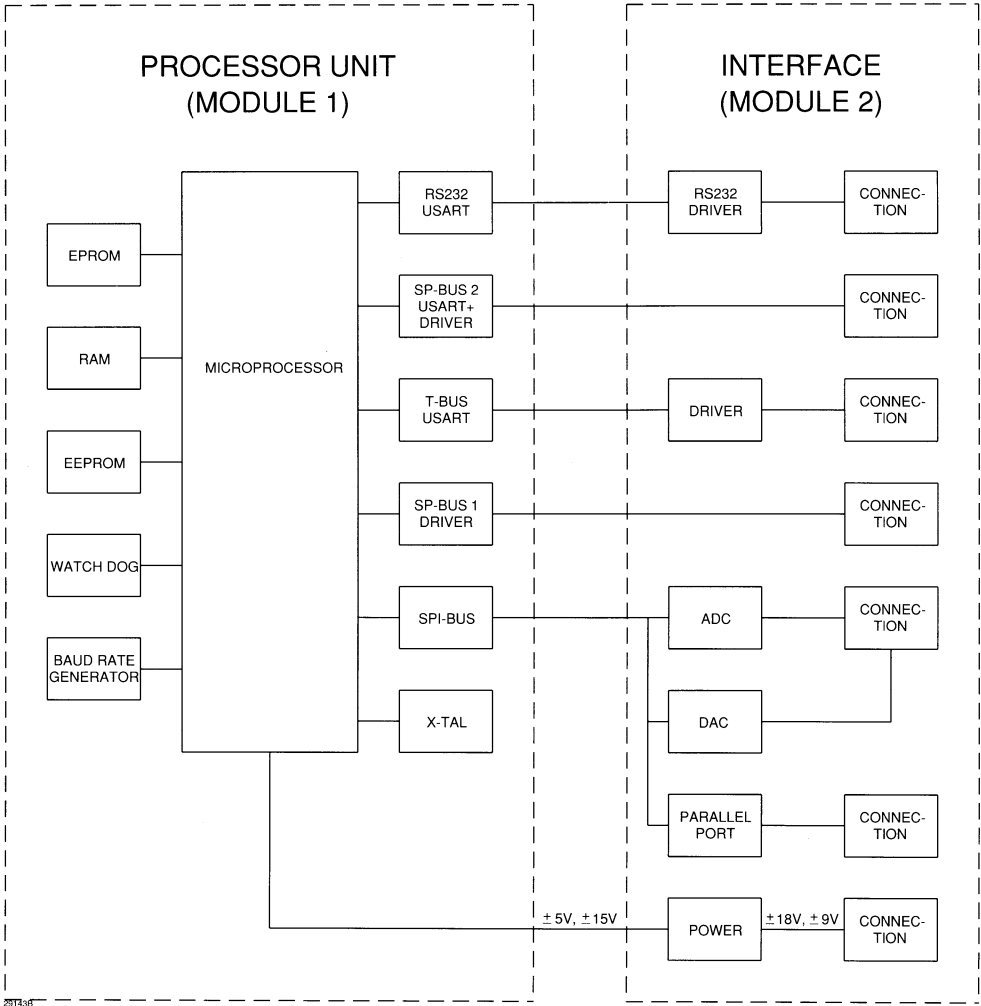 PROCESSOR UNIT
(MODULE 1)
INTERFACE
(MODULE 2)
EPROM
RAM
EEPROM
WATCH DOG
BAUD RATE
GENERATOR
MICROPROCESSOR
RS232
USART
SP-BUS 2
USART+
DRIVER
T-BUS
USART
SP-BUS 1
DRIVER
SPI-BUS
X-TAL
RS232
DRIVER
CONNEC-
TION
CONNEC-
TION
DRIVER
CONNEC-
TION
CONNEC-
TION
ADC
CONNEC-
TION
DAC
PARALLEL
PORT
CONNEC-
TION
± 5V, ± 15V
POWER
± 18V, ± 9V
CONNEC-
TION
29143B